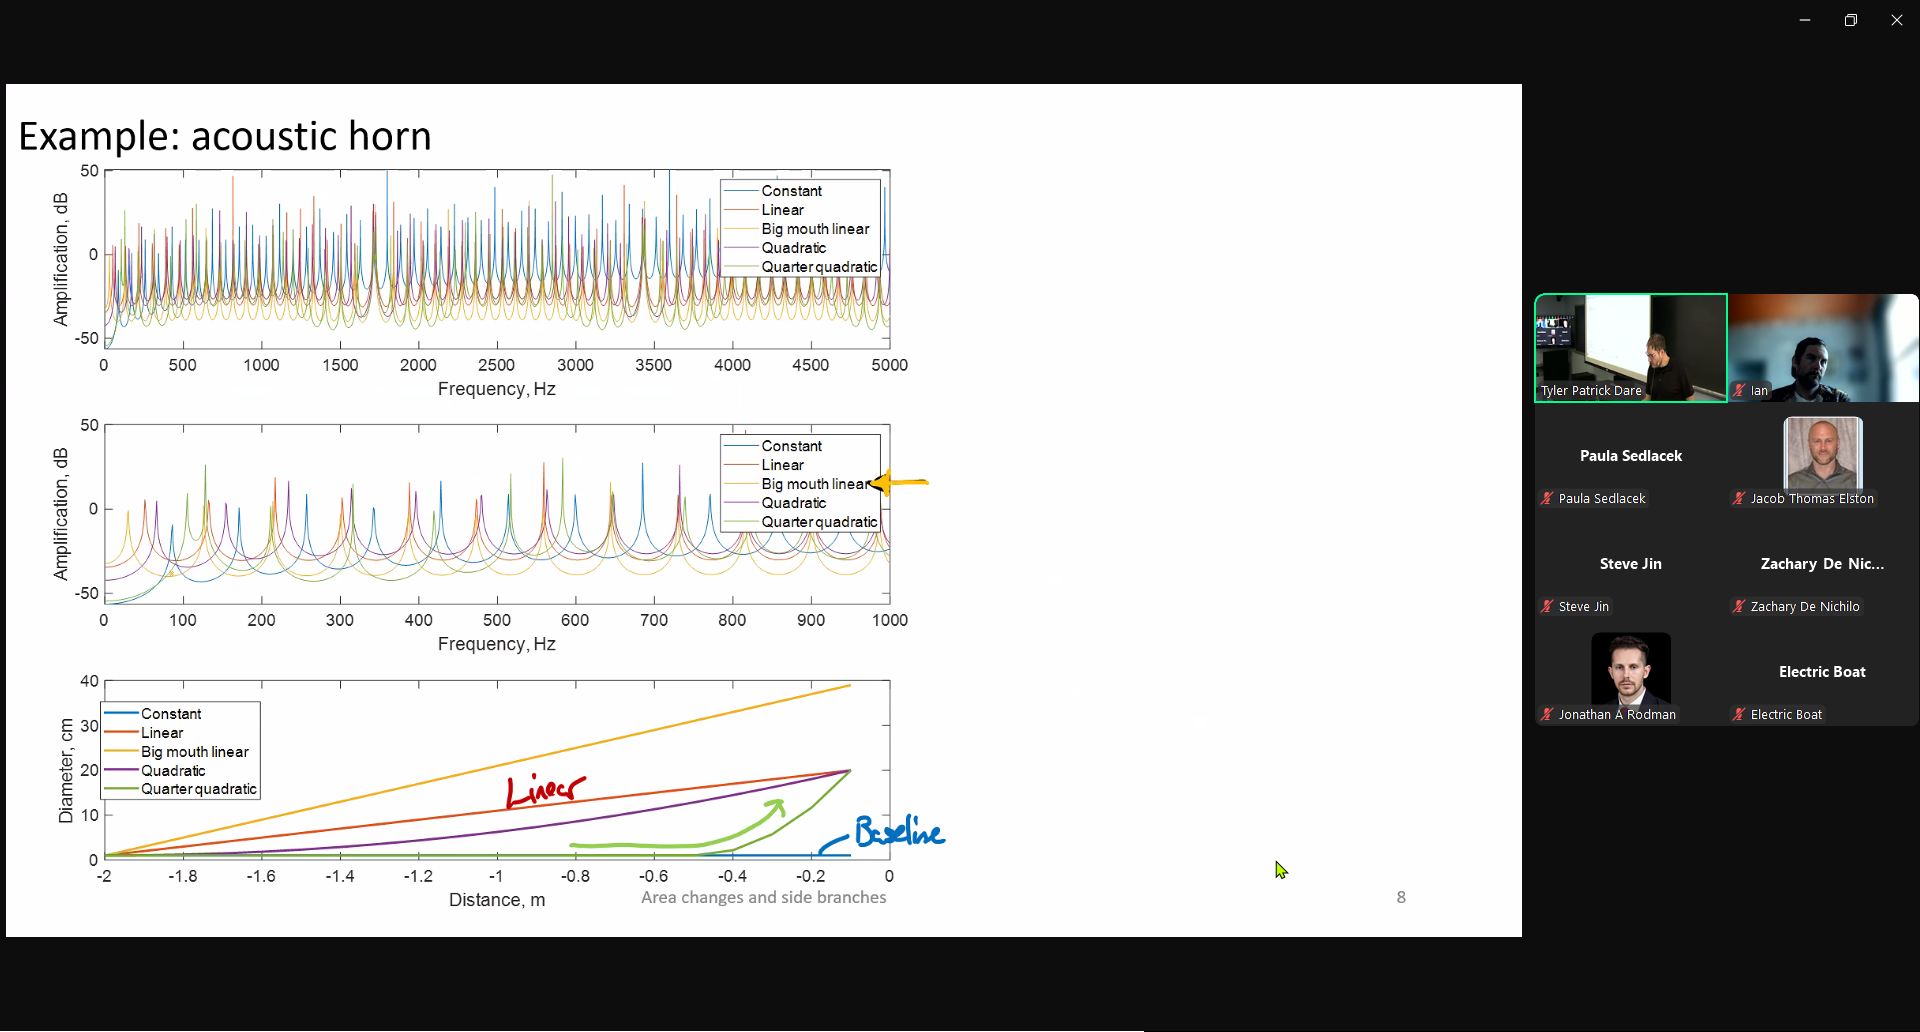 Example: acoustic horn
50
0
-50
Amplification, dB
Constant
Linear
Big mouth linear
Quadratic
Quarter quadratic
0 500 1000 1500 2000 2500 3000 3500 4000 4500 5000
Frequency, Hz
50
0
-50
Amplification, dB
Constant
Linear
Big mouth linear
Quadratic
Quarter quadratic
0 100 200 300 400 500 600 700 800 900 1000
Frequency, Hz
40
30
20
10
0
Diameter, cm
Constant
Linear
Big mouth linear
Quadratic
Quarter quadratic
Linear
Baseline
-2 -1.8 -1.6 -1.4 -1.2 -1 -0.8 -0.6 -0.4 -0.2 0
Distance, m
Area changes and side branches
8
Tyler Patrick Dare
Ian
Paula Sedlacek
Paula Sedlacek
Jacob Thomas Elston
Steve Jin
Zachary De Nic...
Steve Jin
Zachary De Nichilo
Electric Boat
Jonathan A Rodman
Electric Boat